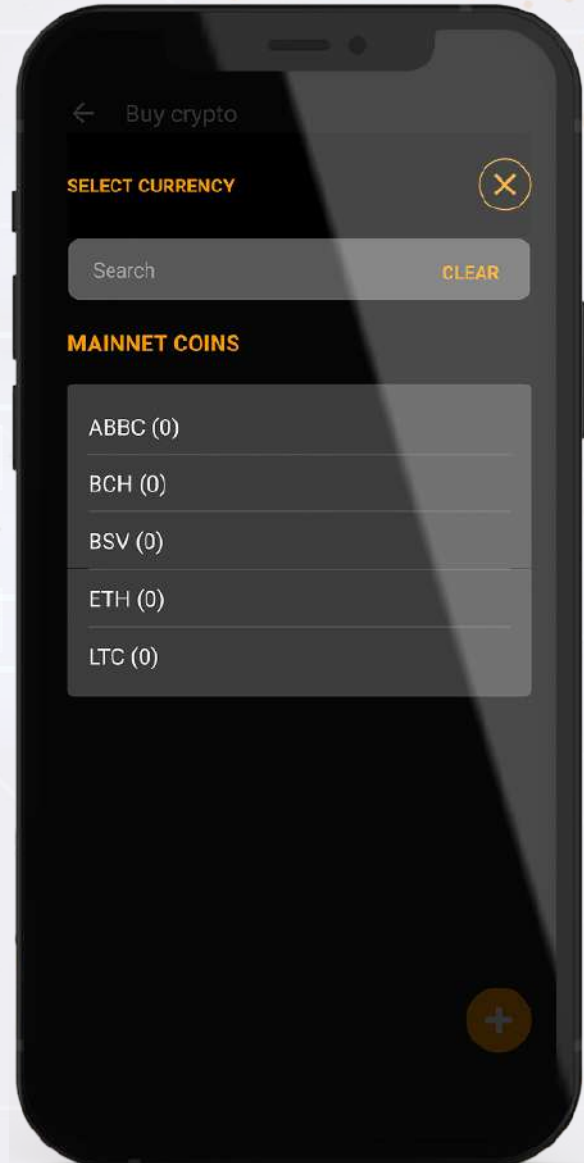 Buy crypto
SELECT CURRENCY
Search CLEAR
MAINNET COINS
ABBC (0)
BCH (0)
BSV (0)
ETH (0)
LTC (0)